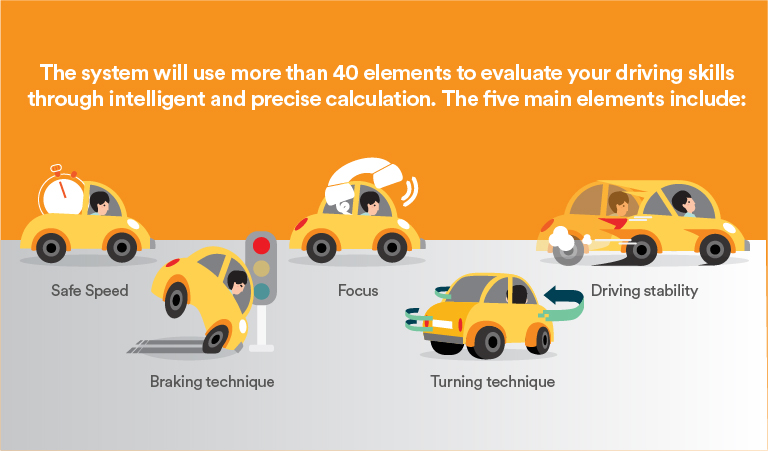 The system will use more than 40 elements to evaluate your driving skills
through intelligent and precise calculation. The five main elements include:
Safe Speed
Focus
Driving stability
Braking technique
Turning technique